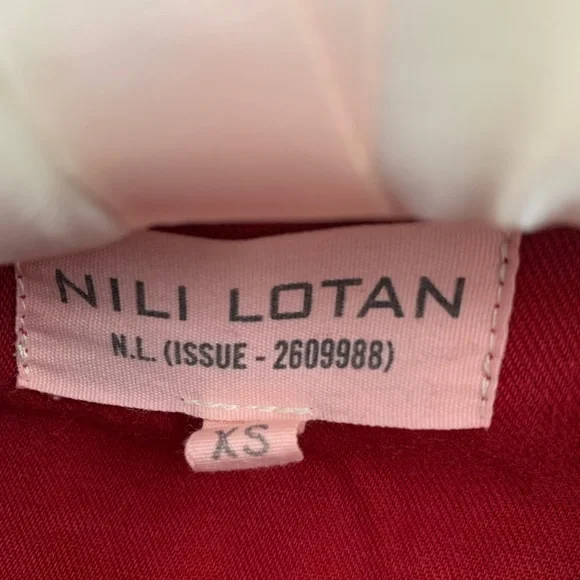 NILI LOTAN
N.L. (ISSUE - 2609988)
XS